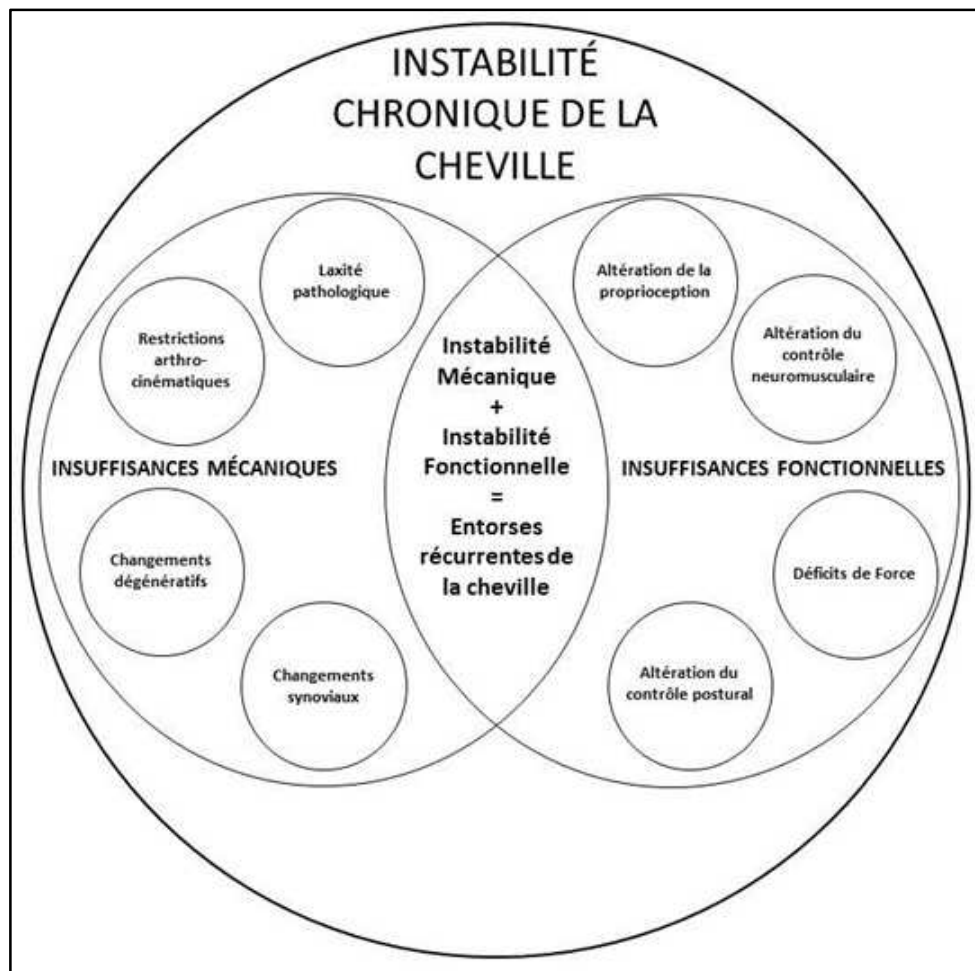 INSTABILITÉ
CHRONIQUE DE LA
CHEVILLE
Laxité
pathologique
Restrictions
arthro-
cinématiques
INSUFFISANCES MÉCANIQUES
Changements
dégénératifs
Changements
synoviaux
Instabilité
Mécanique
+
Instabilité
Fonctionnelle
=
Entorses
récurrentes de
la cheville
Altération de la
proprioception
Altération du
contrôle
neuromusculaire
INSUFFISANCES FONCTIONNELLES
Déficits de Force
Altération du
contrôle postural